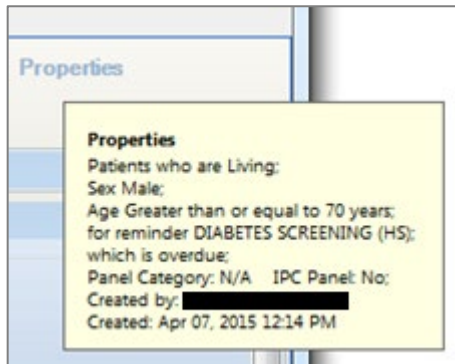 Properties
Properties
Patients who are Living;
Sex Male;
Age Greater than or equal to 70 years;
for reminder DIABETES SCREENING (HS);
which is overdue;
Panel Category: N/A    IPC Panel: No;
Created by:
Created: Apr 07, 2015 12:14 PM